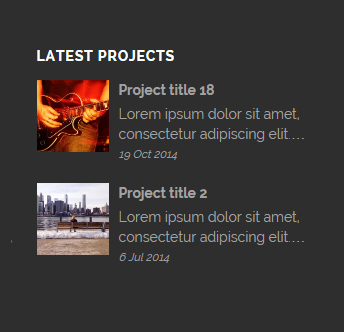 LATEST PROJECTS
Project title 18
Lorem ipsum dolor sit amet,
consectetur adipiscing elit....
19 Oct 2014
Project title 2
Lorem ipsum dolor sit amet,
consectetur adipiscing elit....
6 Jul 2014